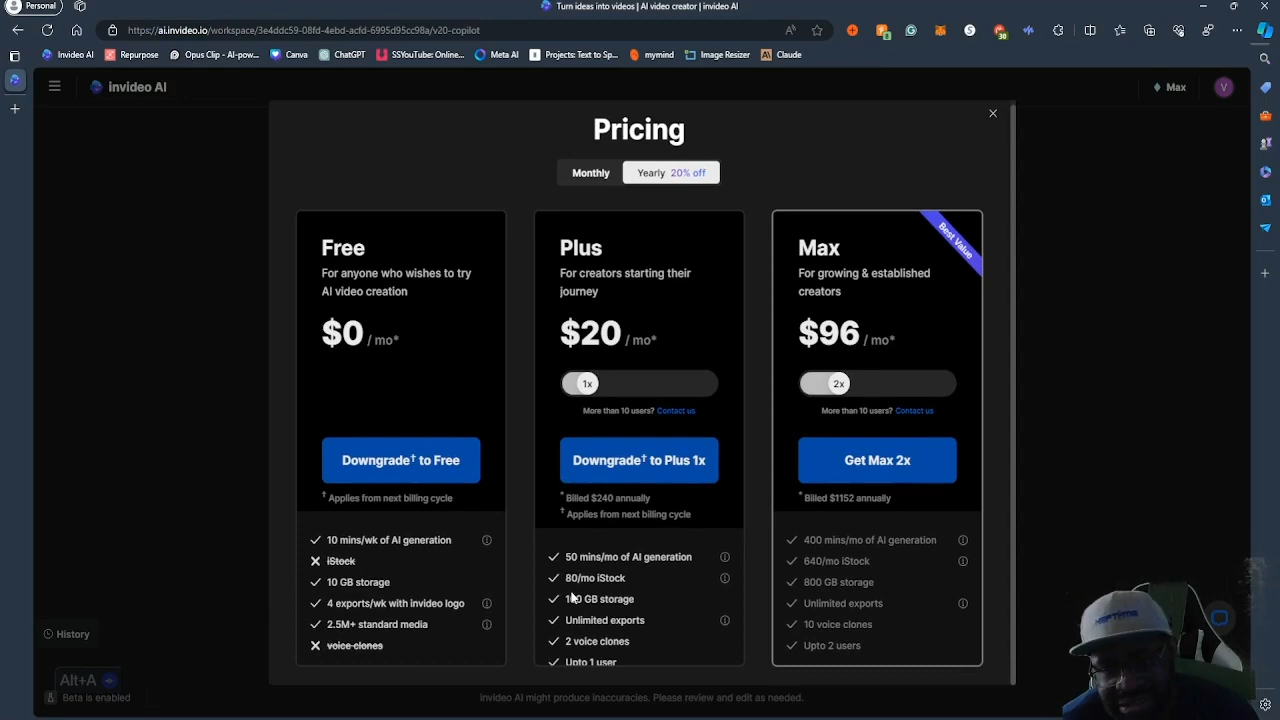 Personal
Turn ideas into videos | AI video creator | invideo AI
https://ai.invideo.io/workspace/3e4ddc59-08fd-4ebd-acfd-6995d95cc98a/v20-copilot
Invideo AI
Repurpose
Opus Clip - AI-pow...
Canva
ChatGPT
SSYouTube: Online...
Meta AI
Projects: Text to Sp...
mymind
Image Resizer
Claude
invideo AI
Max
V
Pricing
Monthly
Yearly 20% off
Free
For anyone who wishes to try
AI video creation
$0 / mo*
Downgrade† to Free
† Applies from next billing cycle
10 mins/wk of AI generation
iStock
10 GB storage
4 exports/wk with invideo logo
2.5M+ standard media
voice clones
Plus
For creators starting their
journey
$20 / mo*
1x
More than 10 users? Contact us
Downgrade† to Plus 1x
* Billed $240 annually
† Applies from next billing cycle
50 mins/mo of AI generation
80/mo iStock
100 GB storage
Unlimited exports
2 voice clones
Upto 1 user
Best Value
Max
For growing & established
creators
$96 / mo*
2x
More than 10 users? Contact us
Get Max 2x
* Billed $1152 annually
400 mins/mo of AI generation
640/mo iStock
800 GB storage
Unlimited exports
10 voice clones
Upto 2 users
History
Alt+A
Beta is enabled
invideo AI might produce inaccuracies. Please review and edit as needed.